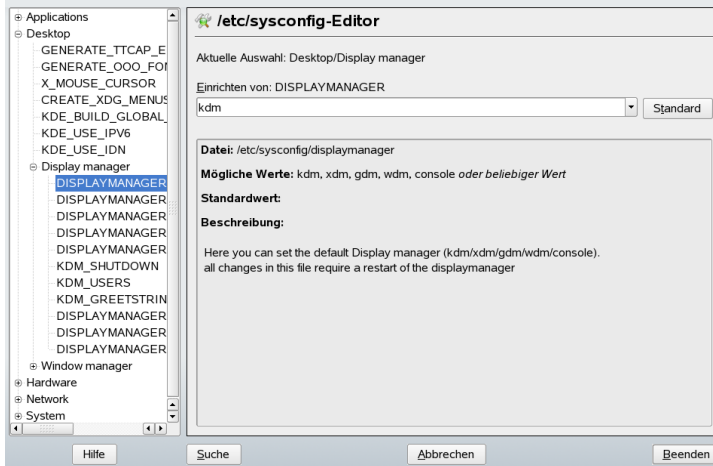 Applications
Desktop
GENERATE_TTCAP_E
GENERATE_OOO_FO
X_MOUSE_CURSOR
CREATE_XDG_MENUS
KDE_BUILD_GLOBAL_
KDE_USE_IPV6
KDE_USE_IDN
Display manager
DISPLAYMANAGER
DISPLAYMANAGER
DISPLAYMANAGER
DISPLAYMANAGER
DISPLAYMANAGER
KDM_SHUTDOWN
KDM_USERS
KDM_GREETSTRIN
DISPLAYMANAGER
DISPLAYMANAGER
DISPLAYMANAGER
Window manager
Hardware
Network
System
/etc/sysconfig-Editor
Aktuelle Auswahl: Desktop/Display manager
Einrichten von: DISPLAYMANAGER
kdm
Standard
Datei: /etc/sysconfig/displaymanager
Mögliche Werte: kdm, xdm, gdm, wdm, console oder beliebiger Wert
Standardwert:
Beschreibung:
Here you can set the default Display manager (kdm/xdm/gdm/wdm/console).
all changes in this file require a restart of the displaymanager
Hilfe
Suche
Abbrechen
Beenden